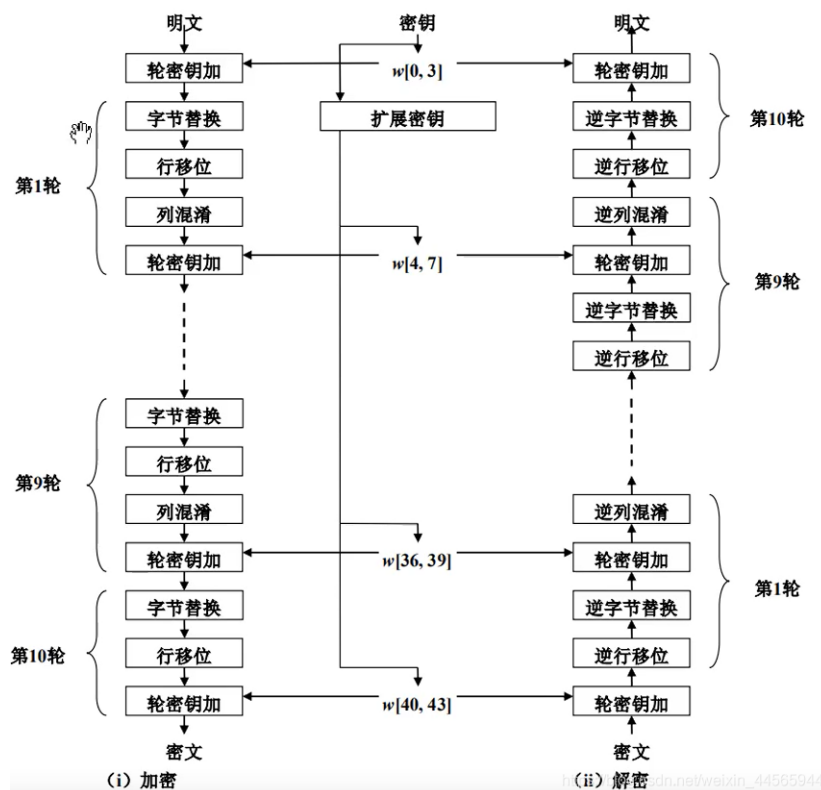 明文
密钥
明文
轮密钥加
w[0, 3]
轮密钥加
第1轮
字节替换
行移位
列混淆
轮密钥加
扩展密钥
w[4, 7]
逆字节替换
逆行移位
第10轮
逆列混淆
轮密钥加
逆字节替换
逆行移位
第9轮
第9轮
字节替换
行移位
列混淆
轮密钥加
w[36, 39]
逆列混淆
轮密钥加
逆字节替换
逆行移位
第1轮
第10轮
字节替换
行移位
轮密钥加
w[40, 43]
轮密钥加
密文
密文
(i) 加密
(ii) 解密